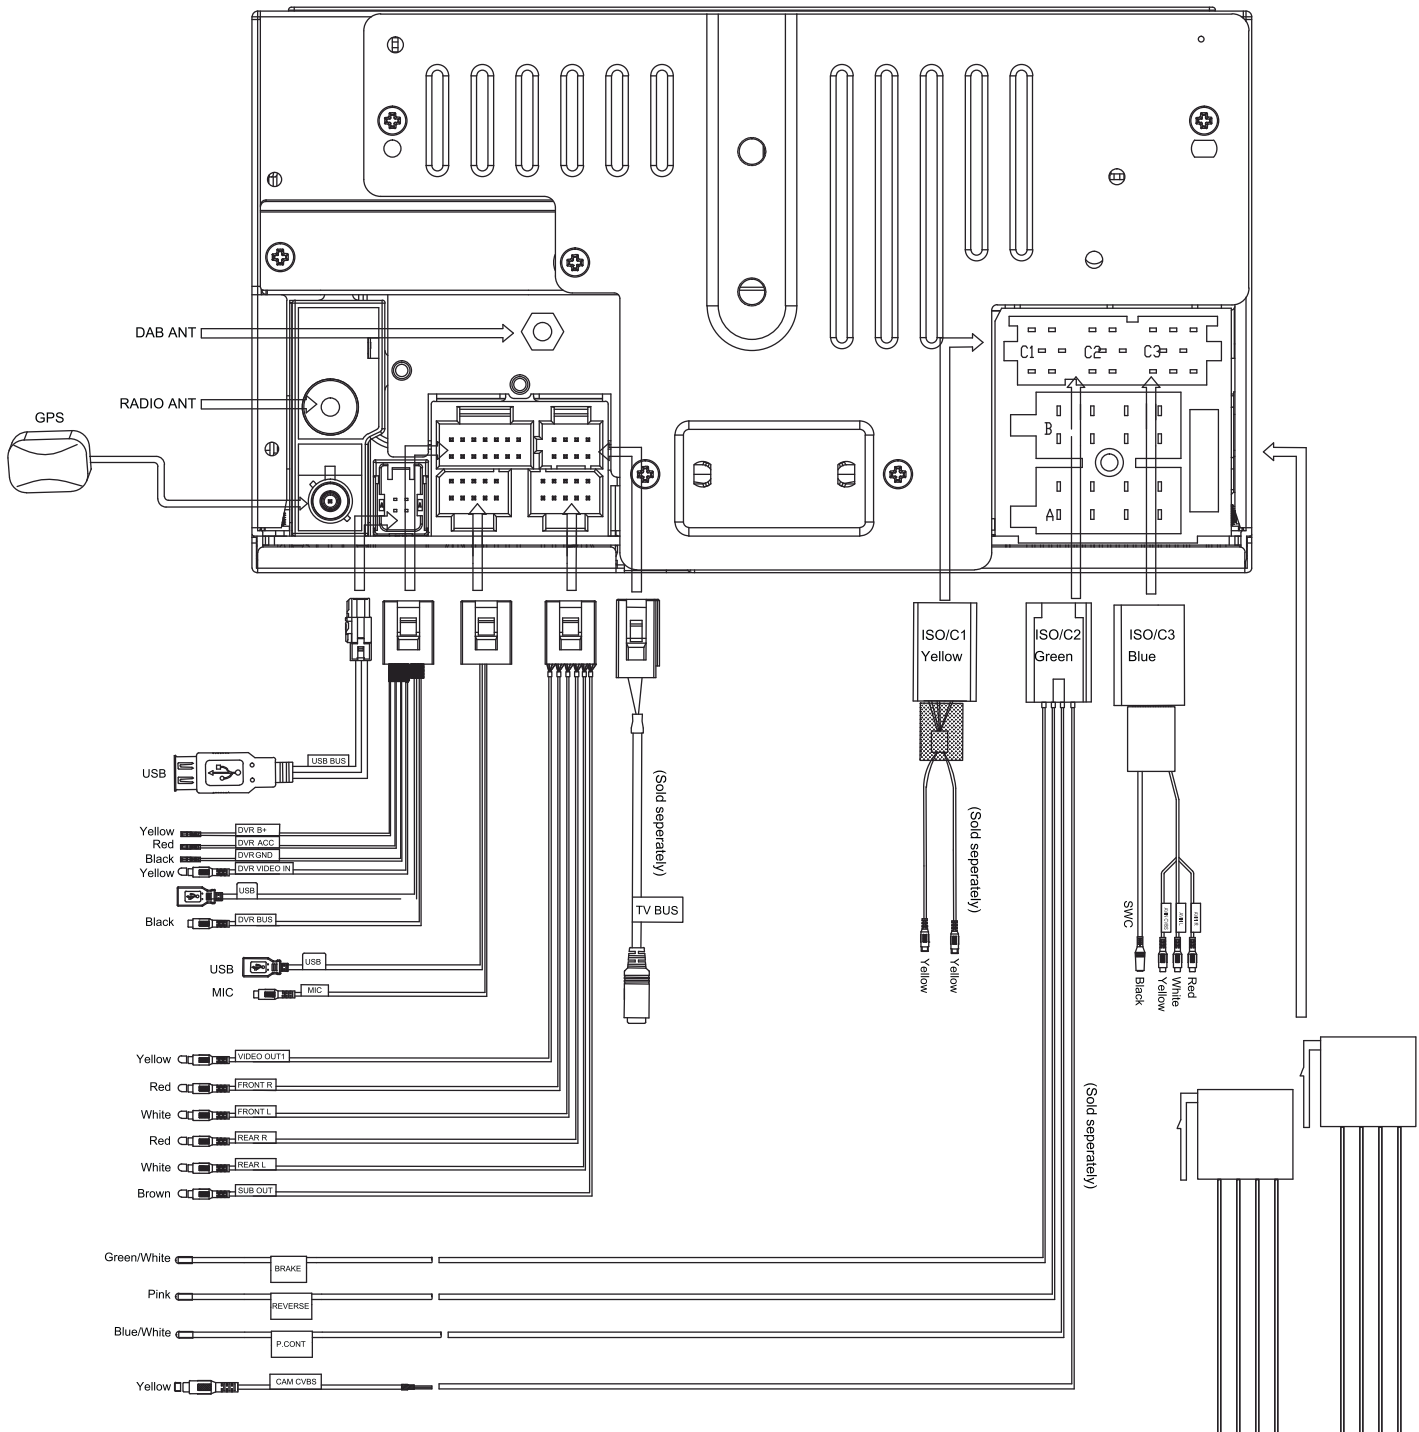 DAB ANT
RADIO ANT
GPS
C1
C2
C3
B
A
ISO/C1
Yellow
ISO/C2
Green
ISO/C3
Blue
USB
USB BUS
Yellow
DVR B+
Red
DVR ACC
Black
DVR GND
Yellow
DVR VIDEO IN
USB
Black
DVR BUS
USB
USB
MIC
MIC
(Sold seperately)
TV BUS
(Sold seperately)
Yellow
Yellow
SWC
Black
Yellow
White
Red
Yellow
VIDEO OUT1
Red
FRONT R
White
FRONT L
Red
REAR R
White
REAR L
Brown
SUB OUT
(Sold seperately)
Green/White
BRAKE
Pink
REVERSE
Blue/White
P.CONT
Yellow
CAM CVBS